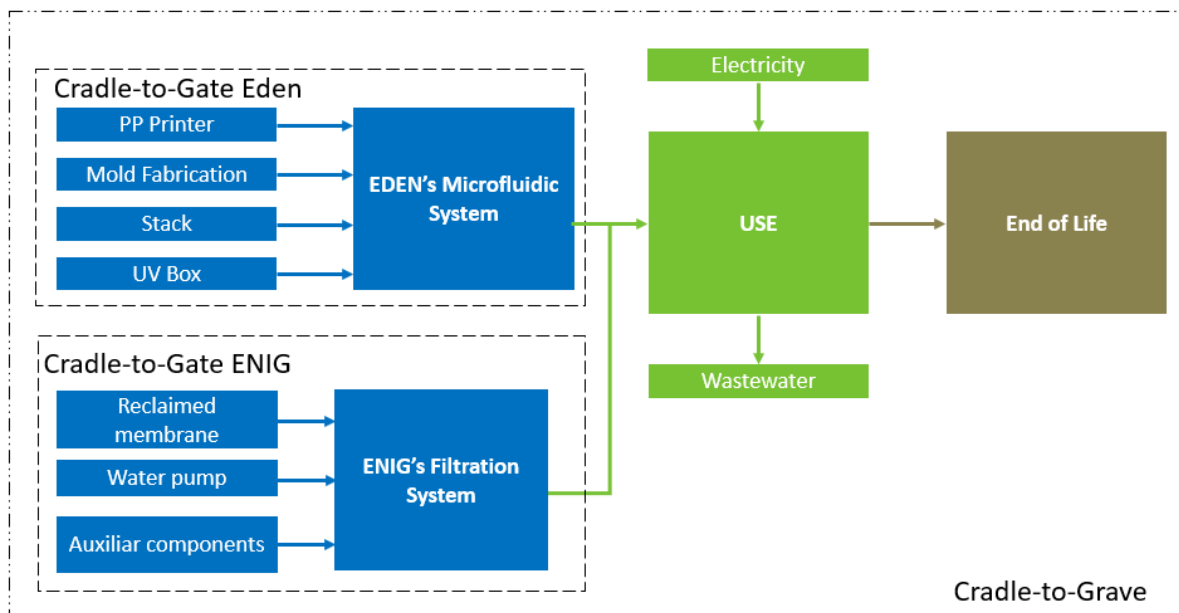 Cradle-to-Gate Eden
PP Printer
Mold Fabrication
Stack
UV Box
EDEN's Microfluidic
System
Electricity
USE
Wastewater
End of Life
Cradle-to-Gate ENIG
Reclaimed
membrane
Water pump
Auxiliar components
ENIG's Filtration
System
Cradle-to-Grave